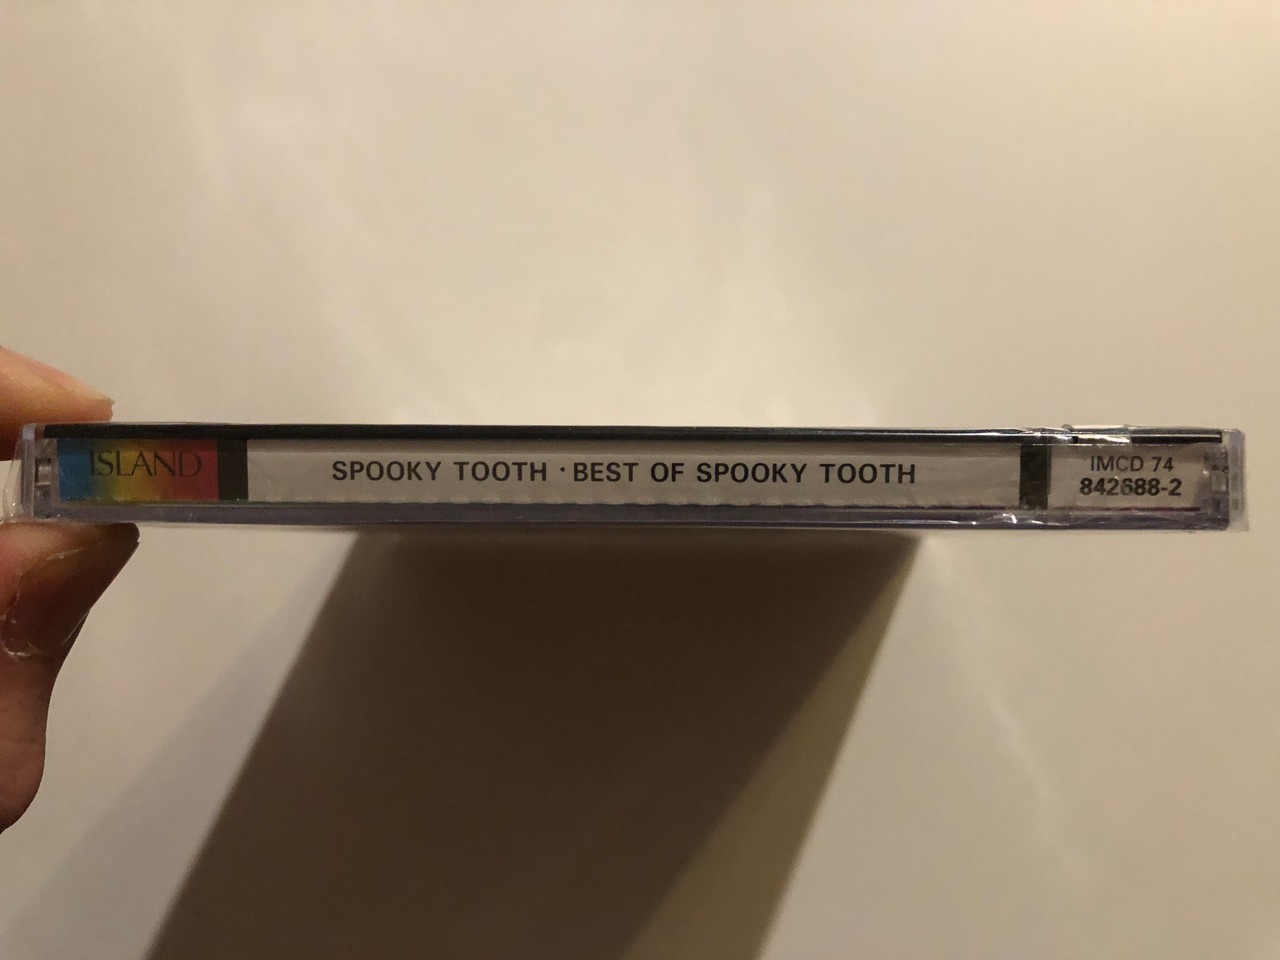 ISLAND
SPOOKY TOOTH · BEST OF SPOOKY TOOTH
IMCD 74
842688-2